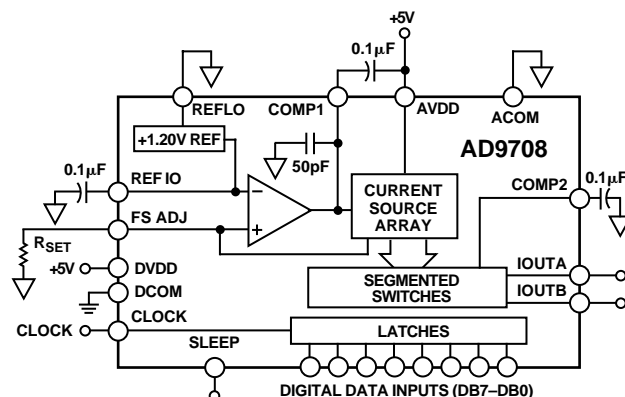 +5V
0.1μF
REFLO
COMP1
AVDD
ACOM
+1.20V REF
50pF
AD9708
0.1μF
REF IO
COMP2
0.1μF
–
CURRENT
SOURCE
ARRAY
FS ADJ
+
RSET
+5V
DVDD
SEGMENTED
SWITCHES
IOUTA
IOUTB
DCOM
CLOCK
CLOCK
LATCHES
SLEEP
DIGITAL DATA INPUTS (DB7–DB0)